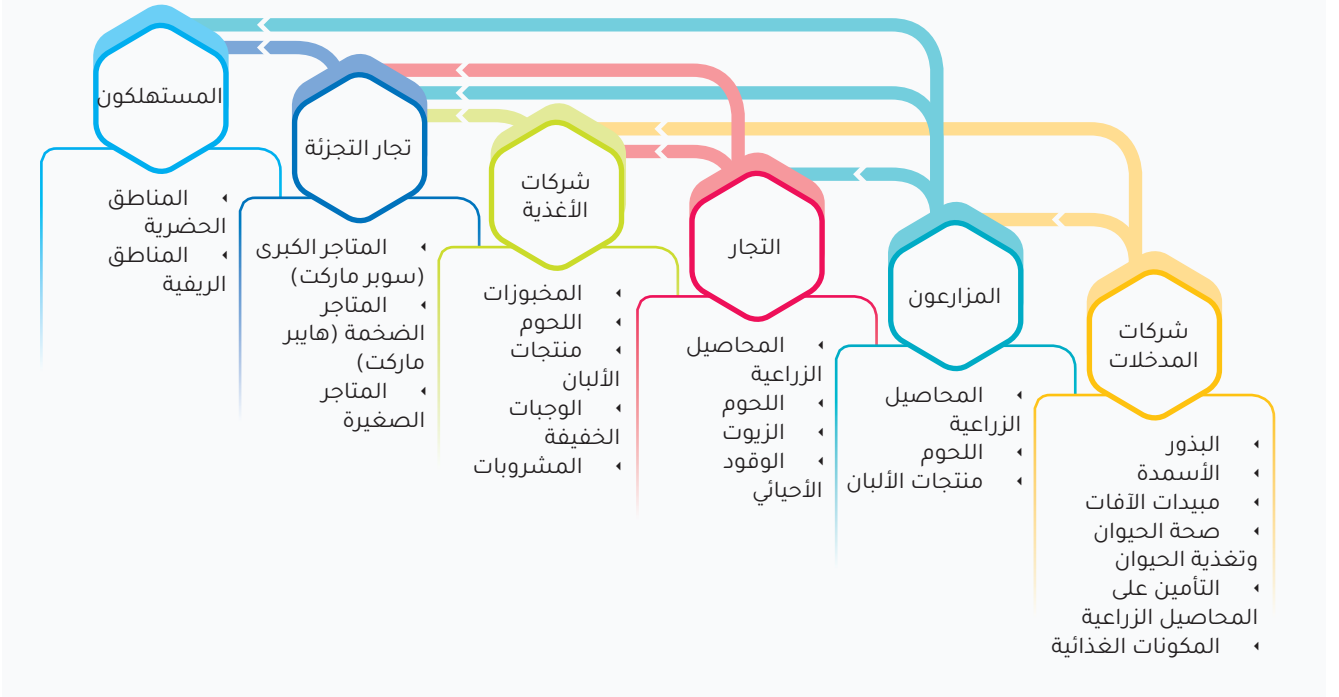 شركات
المدخلات
البذور
الأسمدة
مبيدات الآفات
صحة الحيوان
وتغذية الحيوان
التأمين على
المحاصيل الزراعية
المكونات الغذائية
المزارعون
المحاصيل
الزراعية
اللحوم
منتجات الألبان
التجار
المحاصيل
الزراعية
اللحوم
الزيوت
الوقود
الأحيائي
شركات
الأغذية
المخبوزات
اللحوم
منتجات
الألبان
الوجبات
الخفيفة
المشروبات
تجار التجزئة
المتاجر الكبرى
(سوبر ماركت)
المتاجر
الضخمة (هايبر
ماركت)
المتاجر
الصغيرة
المستهلكون
المناطق
الحضرية
المناطق
الريفية